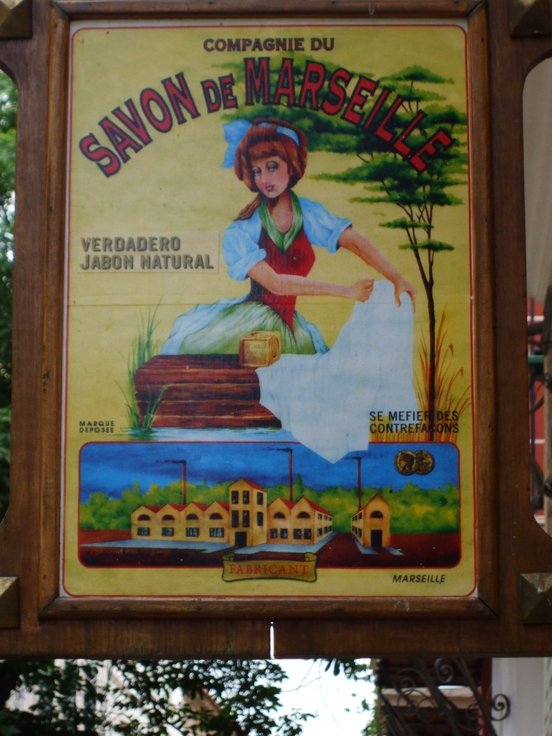 COMPAGNIE DU
SAVON DE MARSEILLE
VERDADERO
JABON NATURAL
MARQUE
DEPOSEE
SE MEFIER DES
CONTREFAÇONS
FABRICANT
MARSEILLE